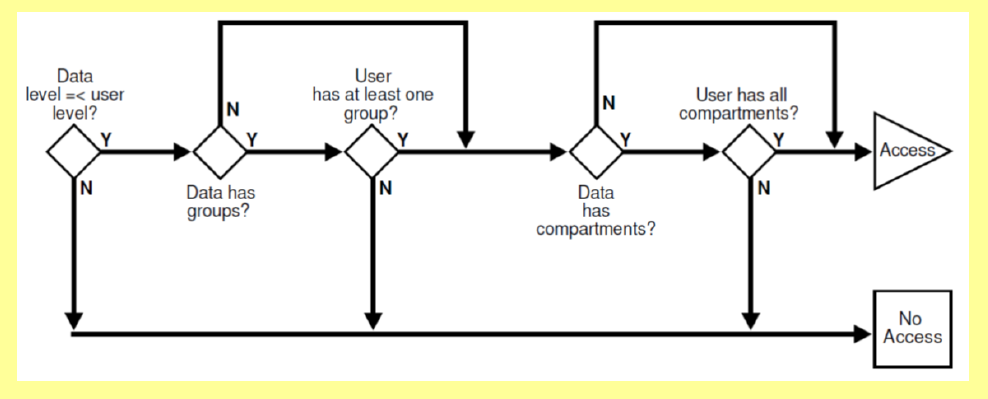 Data
level =< user
level?
Y
N
N
Y
Data has
groups?
User
has at least one
group?
Y
N
N
Y
Data
has
compartments?
User has all
compartments?
Y
N
Access
No
Access